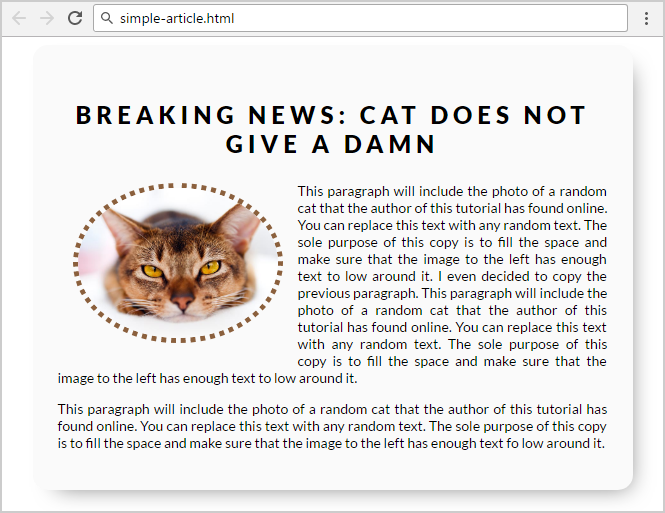 simple-article.html
BREAKING NEWS: CAT DOES NOT
GIVE A DAMN
This paragraph will include the photo of a random
cat that the author of this tutorial has found online.
You can replace this text with any random text. The
sole purpose of this copy is to fill the space and
make sure that the image to the left has enough
text to low around it. I even decided to copy the
previous paragraph. This paragraph will include the
photo of a random cat that the author of this
tutorial has found online. You can replace this text
with any random text. The sole purpose of this
copy is to fill the space and make sure that the
image to the left has enough text to low around it.
This paragraph will include the photo of a random cat that the author of this tutorial has
found online. You can replace this text with any random text. The sole purpose of this copy
is to fill the space and make sure that the image to the left has enough text fo low around it.